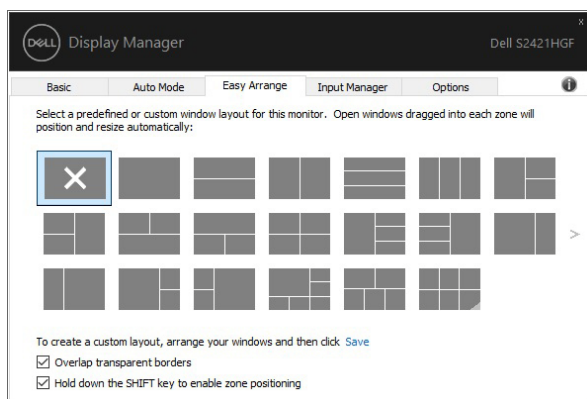 x
DELL Display Manager Dell S2421HGF
Basic Auto Mode Easy Arrange Input Manager Options
Select a predefined or custom window layout for this monitor. Open windows dragged into each zone will
position and resize automatically:
To create a custom layout, arrange your windows and then click Save
Overlap transparent borders
Hold down the SHIFT key to enable zone positioning